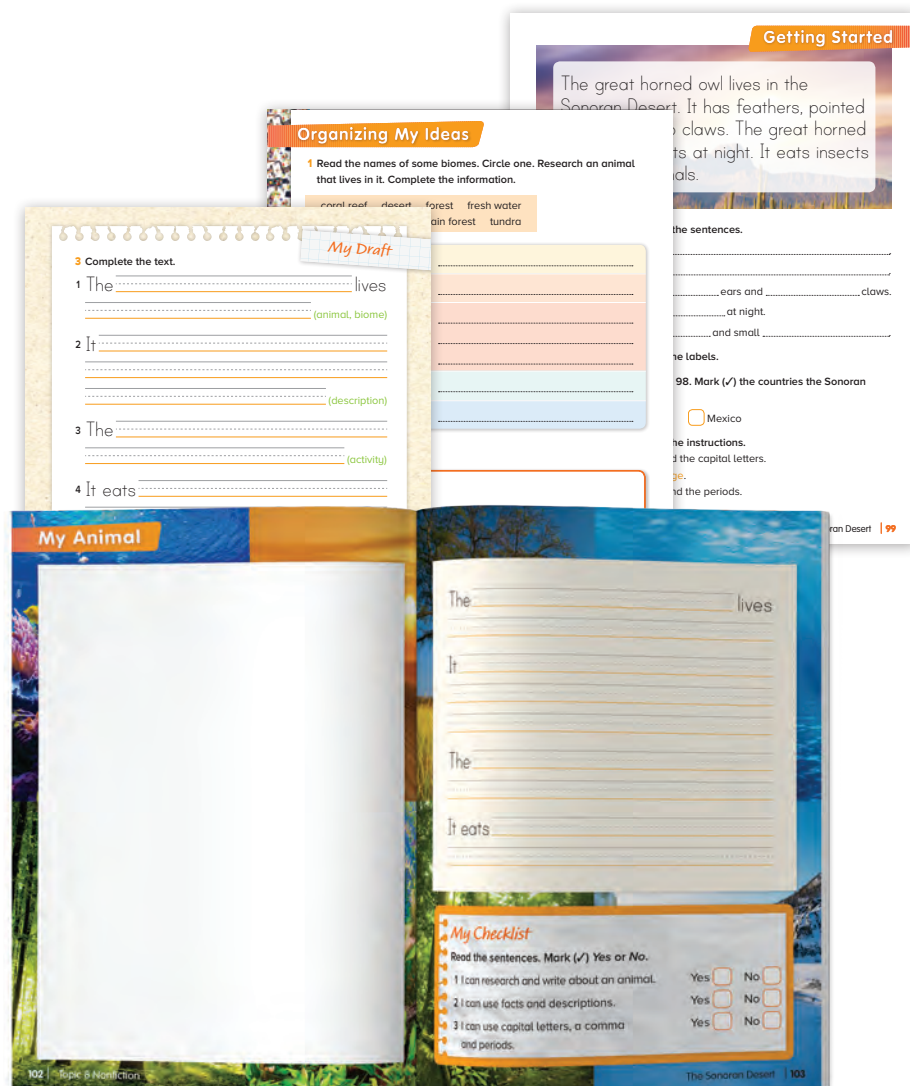 Getting Started
The great horned owl lives in the
Sonoran Desert. It has feathers, pointed
claws. The great horned
at night. It eats insects
Organizing My Ideas
1 Read the names of some biomes. Circle one. Research an animal
that lives in it. Complete the information.
coral reef desert forest fresh water
forest tundra
the sentences.
ears and claws.
at night.
and small .
labels.
98. Mark (✓) the countries the Sonoran
Mexico
the instructions.
the capital letters.
the periods.
Desert | 99
My Draft
3 Complete the text.
1 The lives
(animal, biome)
2 It
(description)
3 The
(activity)
4 It eats
My Animal
The lives
It
The
It eats
My Checklist
Read the sentences. Mark (✓) Yes or No.
1 I can research and write about an animal. Yes No
2 I can use facts and descriptions. Yes No
3 I can use capital letters, a comma Yes No
and periods.
102 | Topic 6 Nonfiction
The Sonoran Desert | 103